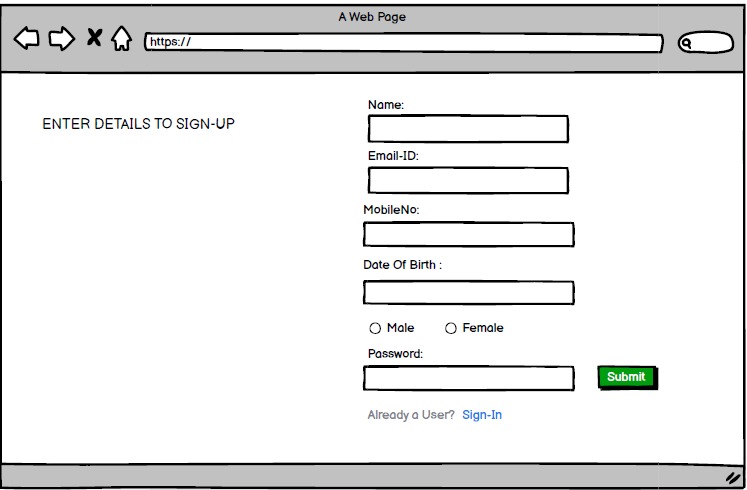 A Web Page
https://
ENTER DETAILS TO SIGN-UP
Name:
Email-ID:
MobileNo:
Date Of Birth :
Male Female
Password:
Submit
Already a User? Sign-In